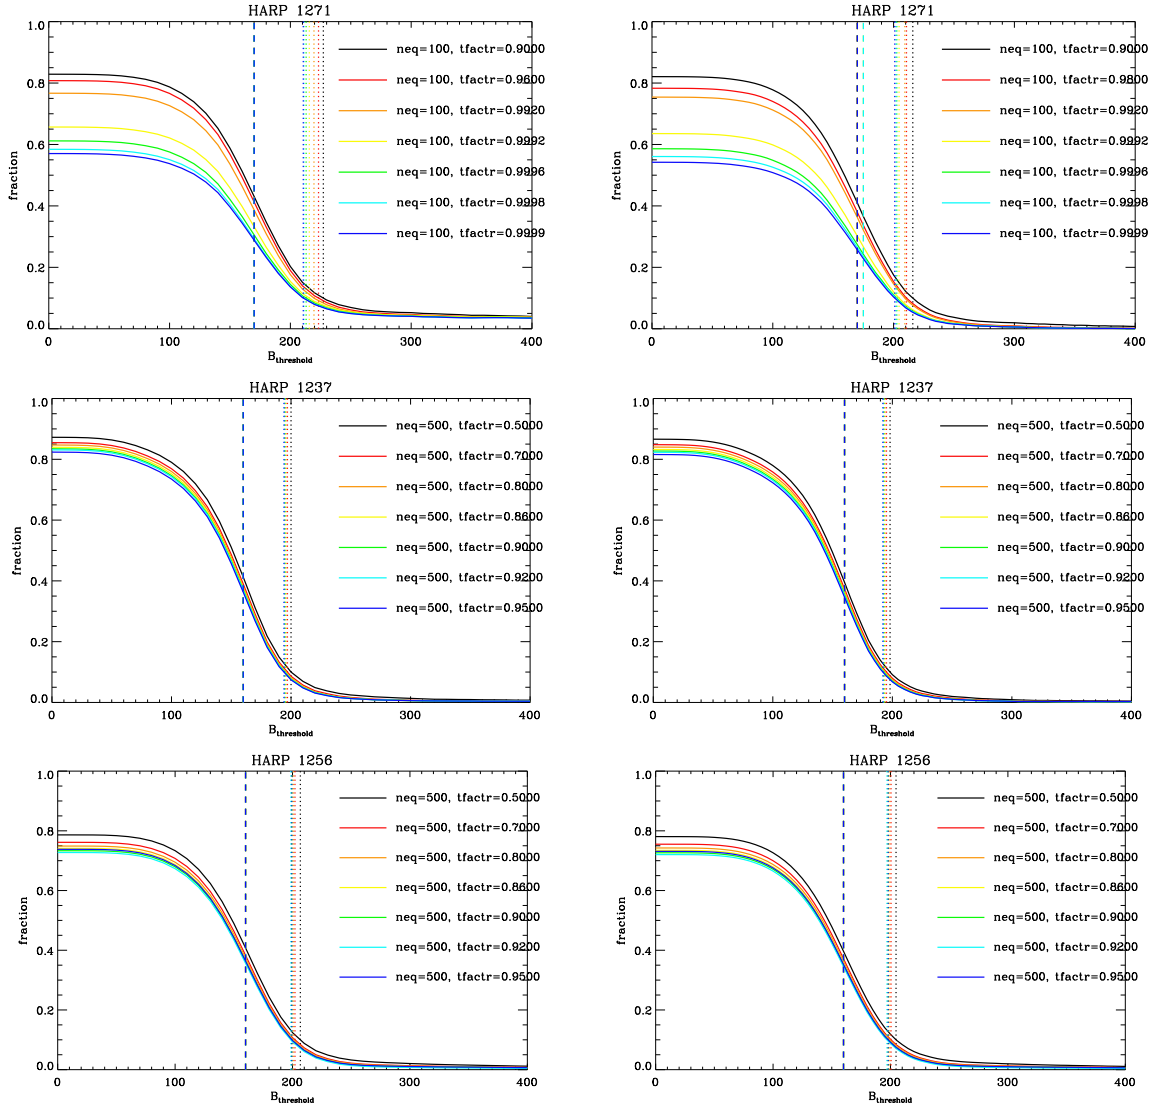 HARP 1271
1.0
0.8
0.6
0.4
0.2
0.0
fraction
neq=100, tfactr=0.9000
neq=100, tfactr=0.9600
neq=100, tfactr=0.9920
neq=100, tfactr=0.9992
neq=100, tfactr=0.9996
neq=100, tfactr=0.9998
neq=100, tfactr=0.9999
0 100 200 300 400
Bthreshold
HARP 1271
1.0
0.8
0.6
0.4
0.2
0.0
fraction
neq=100, tfactr=0.9000
neq=100, tfactr=0.9800
neq=100, tfactr=0.9920
neq=100, tfactr=0.9992
neq=100, tfactr=0.9996
neq=100, tfactr=0.9998
neq=100, tfactr=0.9999
0 100 200 300 400
Bthreshold
HARP 1237
1.0
0.8
0.6
0.4
0.2
0.0
fraction
neq=500, tfactr=0.5000
neq=500, tfactr=0.7000
neq=500, tfactr=0.8000
neq=500, tfactr=0.8600
neq=500, tfactr=0.9000
neq=500, tfactr=0.9200
neq=500, tfactr=0.9500
0 100 200 300 400
Bthreshold
HARP 1237
1.0
0.8
0.6
0.4
0.2
0.0
fraction
neq=500, tfactr=0.5000
neq=500, tfactr=0.7000
neq=500, tfactr=0.8000
neq=500, tfactr=0.8600
neq=500, tfactr=0.9000
neq=500, tfactr=0.9200
neq=500, tfactr=0.9500
0 100 200 300 400
Bthreshold
HARP 1256
1.0
0.8
0.6
0.4
0.2
0.0
fraction
neq=500, tfactr=0.5000
neq=500, tfactr=0.7000
neq=500, tfactr=0.8000
neq=500, tfactr=0.8600
neq=500, tfactr=0.9000
neq=500, tfactr=0.9200
neq=500, tfactr=0.9500
0 100 200 300 400
Bthreshold
HARP 1256
1.0
0.8
0.6
0.4
0.2
0.0
fraction
neq=500, tfactr=0.5000
neq=500, tfactr=0.7000
neq=500, tfactr=0.8000
neq=500, tfactr=0.8600
neq=500, tfactr=0.9000
neq=500, tfactr=0.9200
neq=500, tfactr=0.9500
0 100 200 300 400
Bthreshold